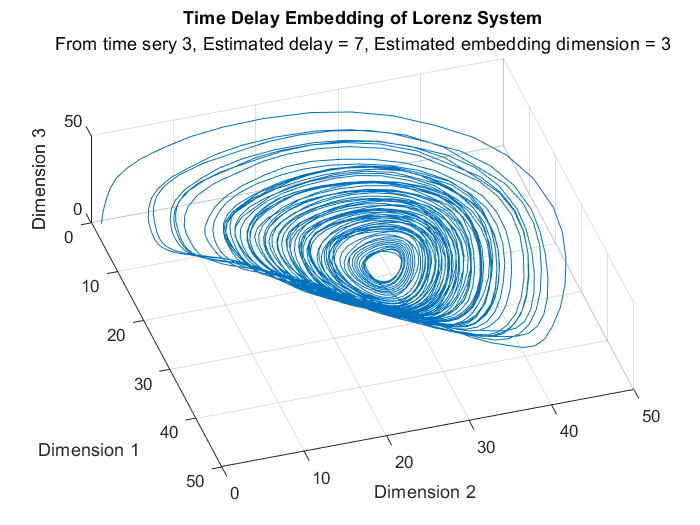 Time Delay Embedding of Lorenz System
From time sery 3, Estimated delay = 7, Estimated embedding dimension = 3
Dimension 3
50
0
0
10
20
30
40
50
Dimension 1
0
10
20
30
40
50
Dimension 2